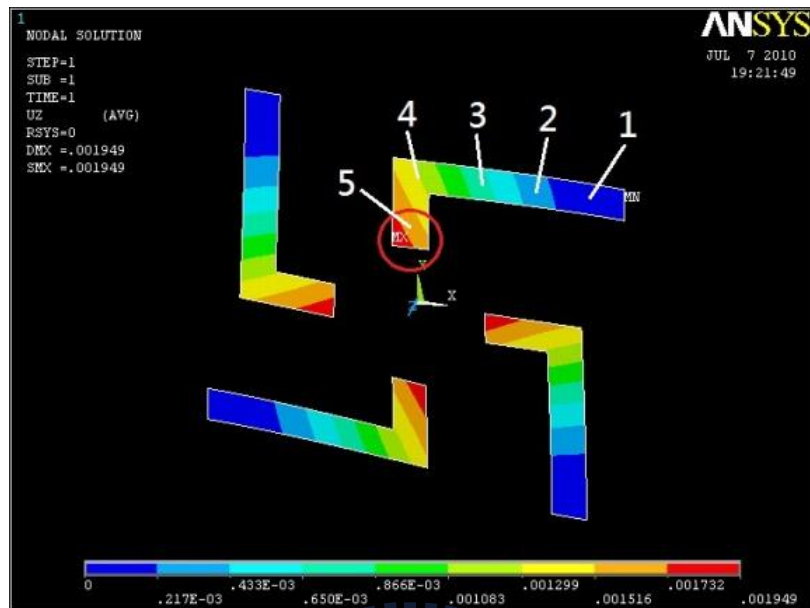 1
NODAL SOLUTION
STEP=1
SUB =1
TIME=1
UZ (AVG)
RSYS=0
DMX =.001949
SMX =.001949
ANSYS
JUL 7 2010
19:21:49
4
3
2
1
5
MN
MX
Y
X
Z
0
.433E-03
.866E-03
.001299
.001732
.217E-03
.650E-03
.001083
.001516
.001949